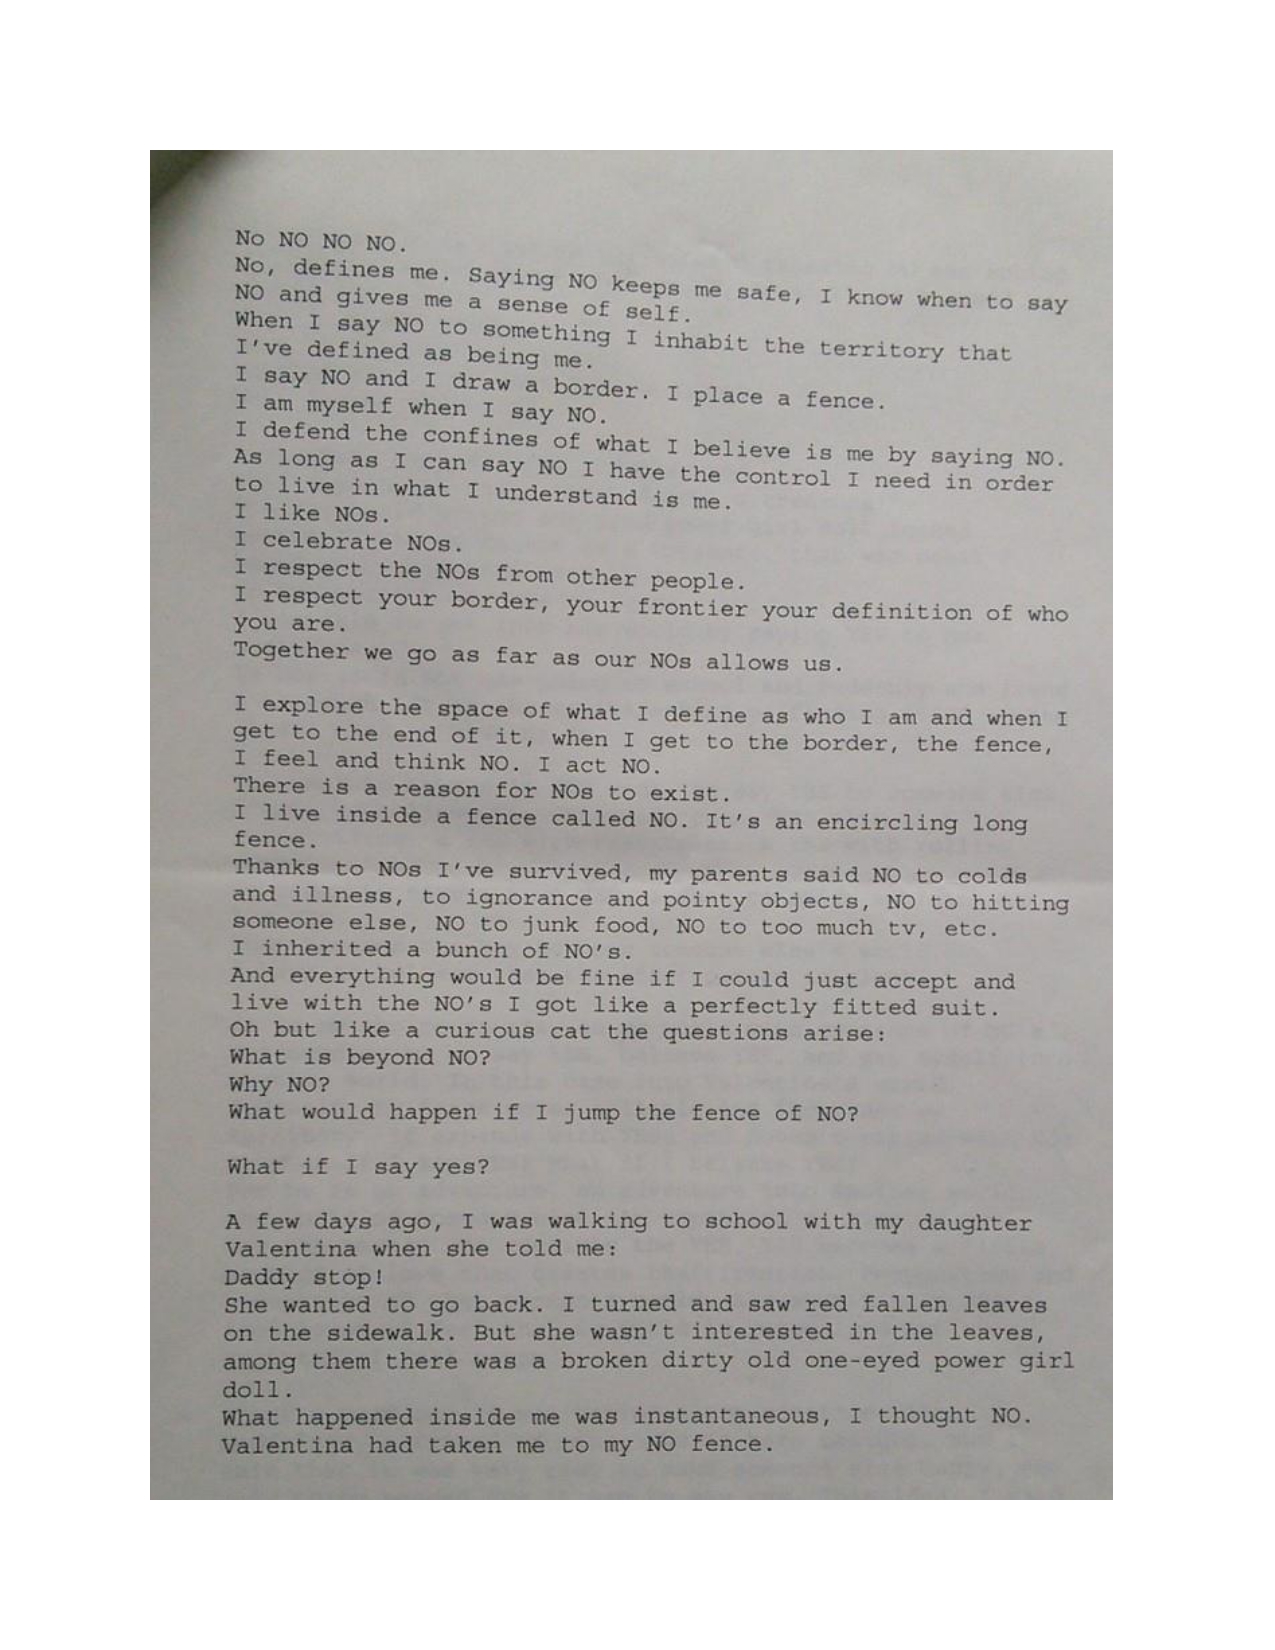 No NO NO NO.
No, defines me. Saying NO keeps me safe, I know when to say
NO and gives me a sense of self.
When I say NO to something I inhabit the territory that
I've defined as being me.
I say NO and I draw a border. I place a fence.
I am myself when I say NO.
I defend the confines of what I believe is me by saying NO.
As long as I can say NO I have the control I need in order
to live in what I understand is me.
I like NOs.
I celebrate NOs.
I respect the NOs from other people.
I respect your border, your frontier your definition of who
you are.
Together we go as far as our NOs allows us.

I explore the space of what I define as who I am and when I
get to the end of it, when I get to the border, the fence,
I feel and think NO. I act NO.
There is a reason for NOs to exist.
I live inside a fence called NO. It's an encircling long
fence.
Thanks to NOs I've survived, my parents said NO to colds
and illness, to ignorance and pointy objects, NO to hitting
someone else, NO to junk food, NO to too much tv, etc.
I inherited a bunch of NO's.
And everything would be fine if I could just accept and
live with the NO's I got like a perfectly fitted suit.
Oh but like a curious cat the questions arise:
What is beyond NO?
Why NO?
What would happen if I jump the fence of NO?

What if I say yes?

A few days ago, I was walking to school with my daughter
Valentina when she told me:
Daddy stop!
She wanted to go back. I turned and saw red fallen leaves
on the sidewalk. But she wasn't interested in the leaves,
among them there was a broken dirty old one-eyed power girl
doll.
What happened inside me was instantaneous, I thought NO.
Valentina had taken me to my NO fence.